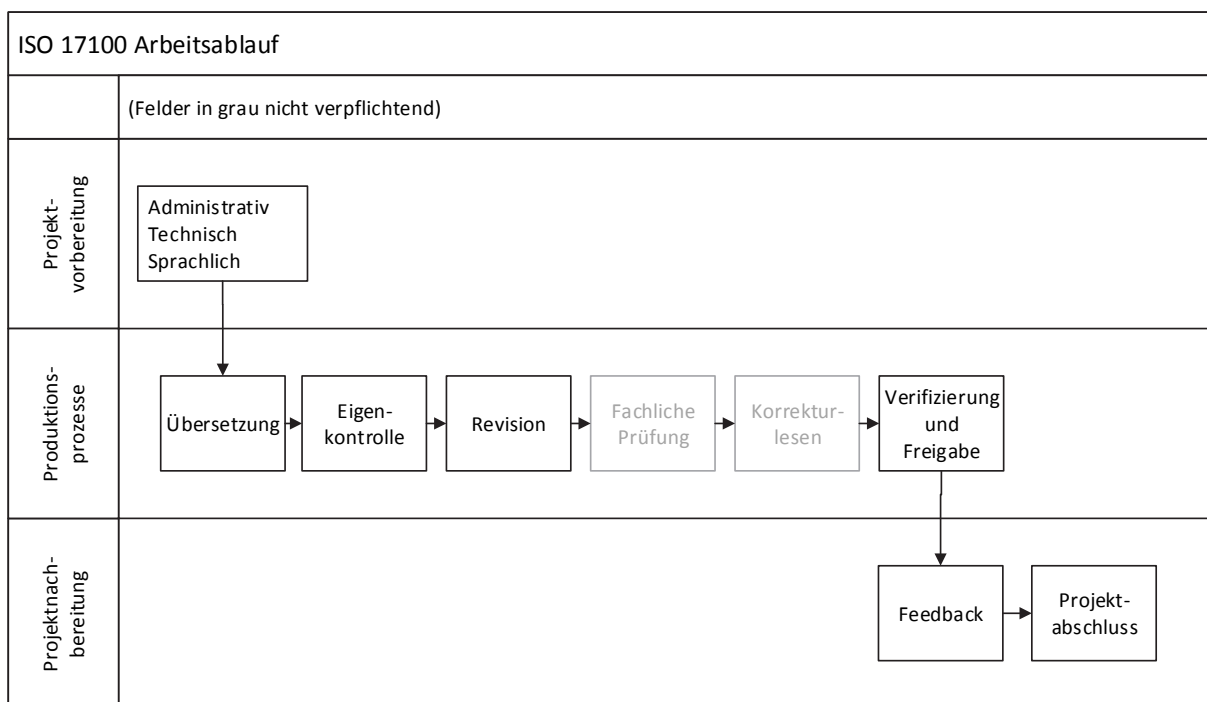 ISO 17100 Arbeitsablauf
(Felder in grau nicht verpflichtend)
Projekt-
vorbereitung
Administrativ
Technisch
Sprachlich
Produktions-
prozesse
Übersetzung
Eigen-
kontrolle
Revision
Fachliche
Prüfung
Korrektur-
lesen
Verifizierung
und
Freigabe
Projektnach-
bereitung
Feedback
Projekt-
abschluss